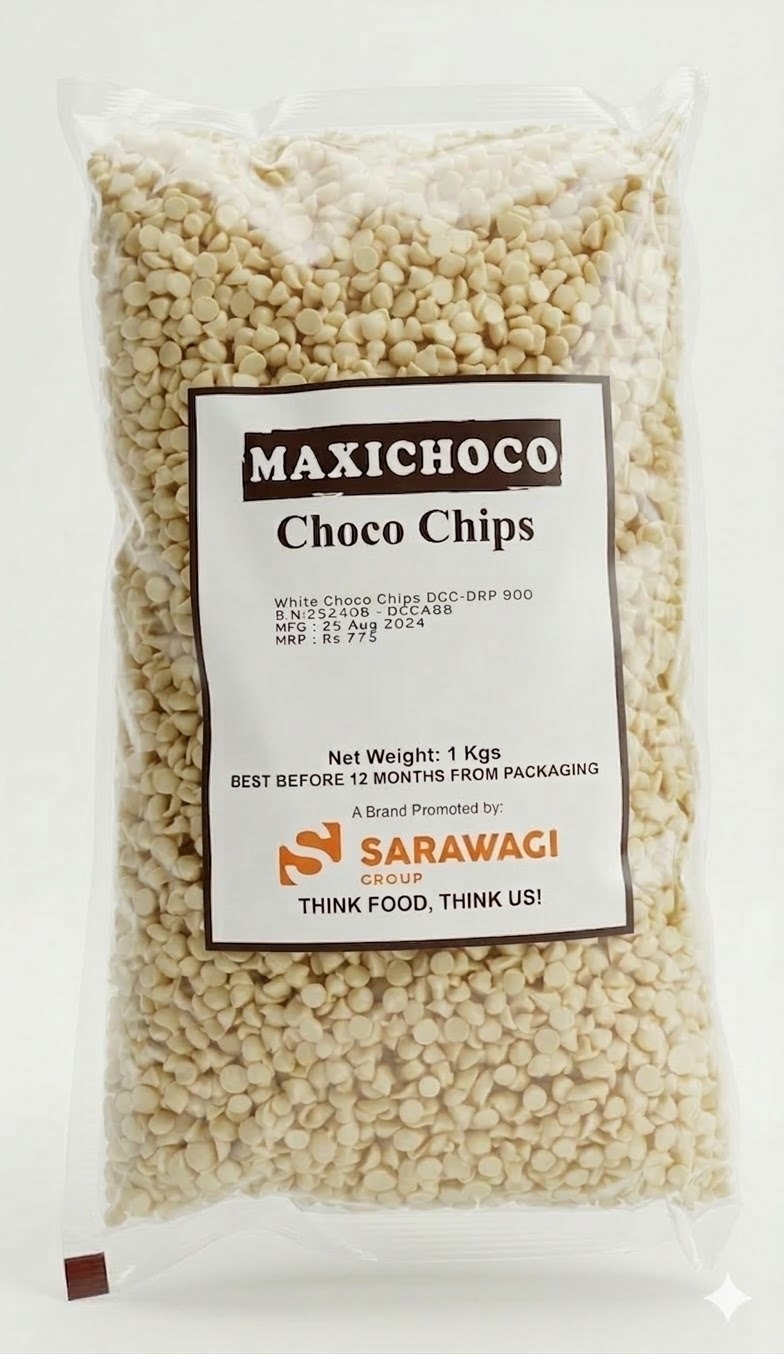 MAXICHOCO
Choco Chips
White Choco Chips DCC-DRP 900
B.N:252408 - DCCA88
MFG : 25 Aug 2024
MRP : Rs 775
Net Weight: 1 Kgs
BEST BEFORE 12 MONTHS FROM PACKAGING
A Brand Promoted by:
SARAWAGI
GROUP
THINK FOOD, THINK US!